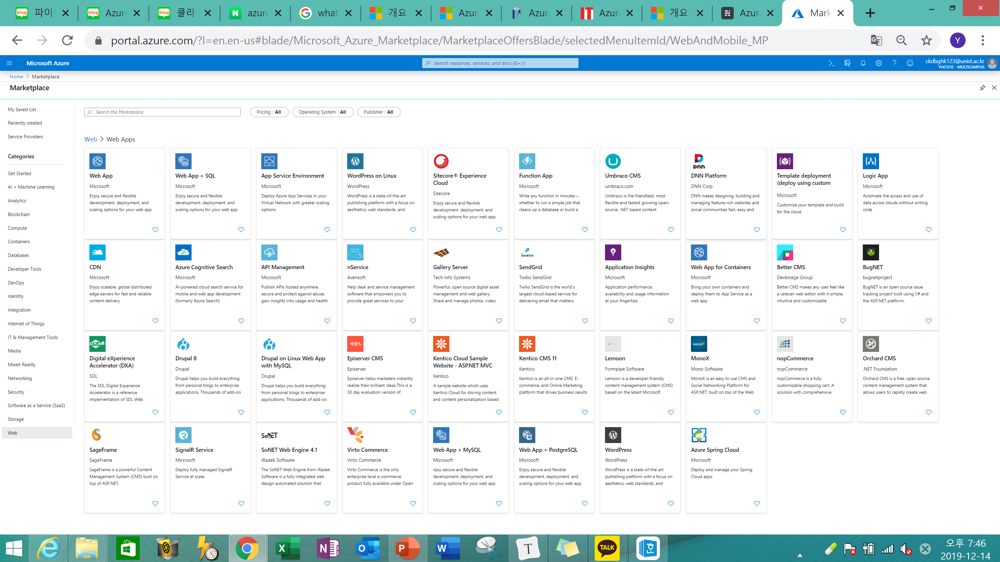 파이
Azure
클라
azure
what
개요
Azur
Azur
Azur
개요
Azur
Mark
portal.azure.com/?l=en.en-us#blade/Microsoft_Azure_Marketplace/MarketplaceOffersBlade/selectedMenuItemId/WebAndMobile_MP
Y
Microsoft Azure
Search resources, services, and docs (G+/)
ckdbghk123@unist.ac.kr
YHC1212 - MULTICAMPUS
Home > Marketplace
Marketplace
My Saved List
Recently created
Service Providers
Categories
Get Started
AI + Machine Learning
Analytics
Blockchain
Compute
Containers
Databases
Developer Tools
DevOps
Identity
Integration
Internet of Things
IT & Management Tools
Media
Mixed Reality
Networking
Security
Software as a Service (SaaS)
Storage
Web
Search the Marketplace
Pricing : All
Operating System : All
Publisher : All
Web > Web Apps
Web App
Microsoft
Enjoy secure and flexible
development, deployment, and
scaling options for your web app
SQL
Web App + SQL
Microsoft
Enjoy secure and flexible
development, deployment, and
scaling options for your web app
App Service Environment
Microsoft
Deploy Azure App Services in your
Virtual Network with greater scaling
options
WordPress on Linux
WordPress
WordPress is a state-of-the-art
publishing platform with a focus on
aesthetics, web standards, and
Sitecore® Experience
Cloud
Sitecore
Enjoy secure and flexible
development, deployment, and
scaling options for your web app.
Function App
Microsoft
Write any function in minutes –
whether to run a simple job that
cleans up a database or build a
Umbraco CMS
umbraco.com
Umbraco is the friendliest, most
flexible and fastest growing open-
source, .NET based content
DNN
DNN Platform
DNN Corp
DNN makes designing, building and
managing feature-rich websites and
social communities fast, easy and
Template deployment
(deploy using custom
Microsoft
Customize your template and build
for the cloud
Logic App
Microsoft
Automate the access and use of
data across clouds without writing
code
CDN
Microsoft
Enjoy scalable, global distributed
edge servers for fast and reliable
content delivery
Azure Cognitive Search
Microsoft
AI-powered cloud search service for
mobile and web app development
(formerly Azure Search)
API Management
Microsoft
Publish APIs hosted anywhere,
secure and protect against abuse,
gain insights into usage and health.
nService
Avensoft
Help desk and service management
software that empowers you to
provide great services to your
Gallery Server
Tech Info Systems
Powerful, open source digital asset
management and web gallery.
Share and manage photos, video,
SendGrid
SendGrid
Twilio SendGrid
Twilio SendGrid is the world's
largest cloud-based service for
delivering email that matters.
Application Insights
Microsoft
Application performance,
availability and usage information
at your fingertips.
Web App for Containers
Microsoft
Bring your own containers and
deploy them to App Service as a
web app
Better CMS
Devbridge Group
Better CMS makes any user feel like
a veteran web editor with it simple,
intuitive and customizable
BugNET
bugnetproject
BugNET is an open source issue
tracking project built using C# and
the ASP.NET platform.
DXA
Digital eXperience
Accelerator (DXA)
SDL
The SDL Digital Experience
Accelerator is a reference
implementation of SDL Web
Drupal 8
Drupal
Drupal helps you build everything
from personal blogs to enterprise
applications. Thousands of add-on
Drupal on Linux Web App
with MySQL
Drupal
Drupal helps you build everything
from personal blogs to enterprise
applications. Thousands of add-on
epi
Episerver CMS
Episerver
Episerver helps marketers instantly
realize their brilliant ideas.This is a
30 day evaluation version of
Kentico Cloud Sample
Website - ASP.NET MVC
Kentico
A sample website which uses
Kentico Cloud for storing content
and content personalization based
Kentico CMS 11
Kentico
Kentico is an all-in-one CMS, E-
commerce, and Online Marketing
platform that drives business results
Lemoon
Formpipe Software
Lemoon is a developer-friendly
content management system (CMS)
based on the latest Microsoft
MonoX
MonoX
Mono Software
MonoX is an easy to use CMS and
Social Networking Platform for
ASP.NET, built on top of the Web
nopCommerce
nopCommerce
nopCommerce is a fully
customizable shopping cart. A
solution with comprehensive
Orchard CMS
.NET Foundation
Orchard CMS is a free, open source
content management system that
allows users to rapidly create web
SageFrame
SageFrame
SageFrame is a powerful Content
Management System (CMS) built on
top of ASP.NET.
SignalR Service
Microsoft
Deploy fully managed SignalR
Service at scale.
SoNET
SoNET Web Engine 4.1
iRadek Software
The SoNET Web Engine from iRadek
Software is a fully integrated web
design automated solution that
Virto Commerce
Virto Commerce
Virto Commerce is the only
enterprise level e-commerce
product fully available under Open
My
Web App + MySQL
Microsoft
njoy secure and flexible
development, deployment, and
scaling options for your web app
Web App + PostgreSQL
Microsoft
Enjoy secure and flexible
development, deployment, and
scaling options for your web app
WordPress
WordPress
WordPress is a state-of-the-art
publishing platform with a focus on
aesthetics, web standards, and
Azure Spring Cloud
Microsoft
Deploy and manage your Spring
Cloud apps
TALK
오후 7:46
2019-12-14